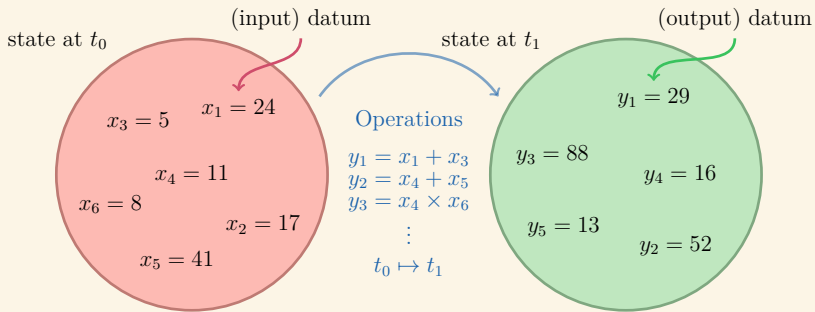 (input) datum
state at t₀
x₁ = 24
x₃ = 5
x₄ = 11
x₆ = 8
x₂ = 17
x₅ = 41
Operations
y₁ = x₁ + x₃
y₂ = x₄ + x₅
y₃ = x₄ × x₆
⋮
t₀ ↦ t₁
(output) datum
state at t₁
y₁ = 29
y₃ = 88
y₄ = 16
y₅ = 13
y₂ = 52